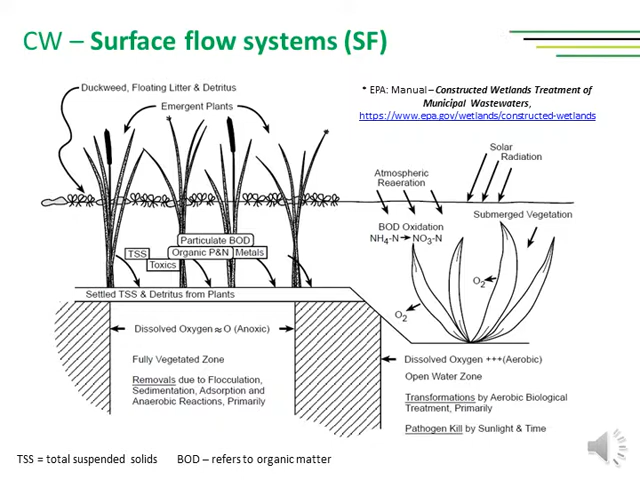 CW – Surface flow systems (SF)
* EPA: Manual – Constructed Wetlands Treatment of
Municipal Wastewaters,
https://www.epa.gov/wetlands/constructed-wetlands
Duckweed, Floating Litter & Detritus
Emergent Plants
Solar
Radiation
Atmospheric
Reaeration
Submerged Vegetation
BOD Oxidation
NH₄-N → NO₃-N
Particulate BOD
TSS
Organic P&N
Metals
Toxics
O₂
O₂
Settled TSS & Detritus from Plants
Dissolved Oxygen ≈ O (Anoxic)
Fully Vegetated Zone
Removals due to Flocculation,
Sedimentation, Adsorption and
Anaerobic Reactions, Primarily
Dissolved Oxygen +++(Aerobic)
Open Water Zone
Transformations by Aerobic Biological
Treatment, Primarily
Pathogen Kill by Sunlight & Time
TSS = total suspended solids BOD – refers to organic matter